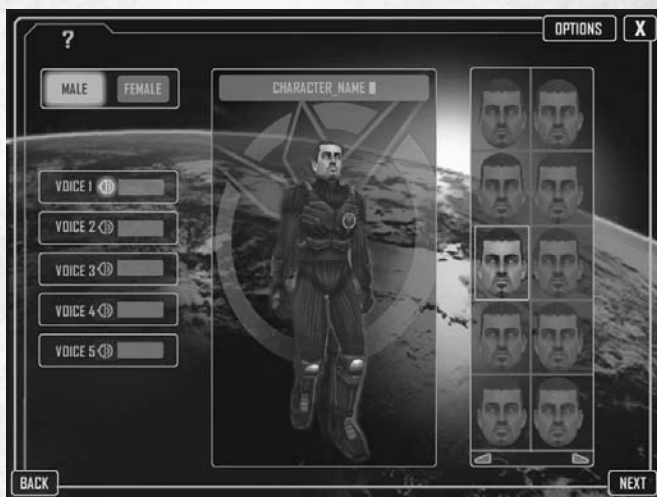 OPTIONS X
?
MALE FEMALE
CHARACTER_NAME
VOICE 1
VOICE 2
VOICE 3
VOICE 4
VOICE 5
BACK NEXT